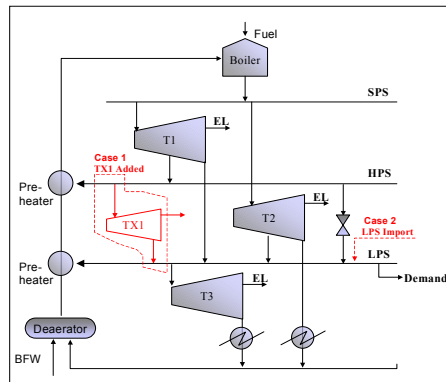 Fuel
Boiler
SPS
T1
EL
Case 1
TX1 Added
Pre-
heater
HPS
TX1
T2
EL
Case 2
LPS Import
Pre-
heater
LPS
Demand
T3
EL
Deaerator
BFW